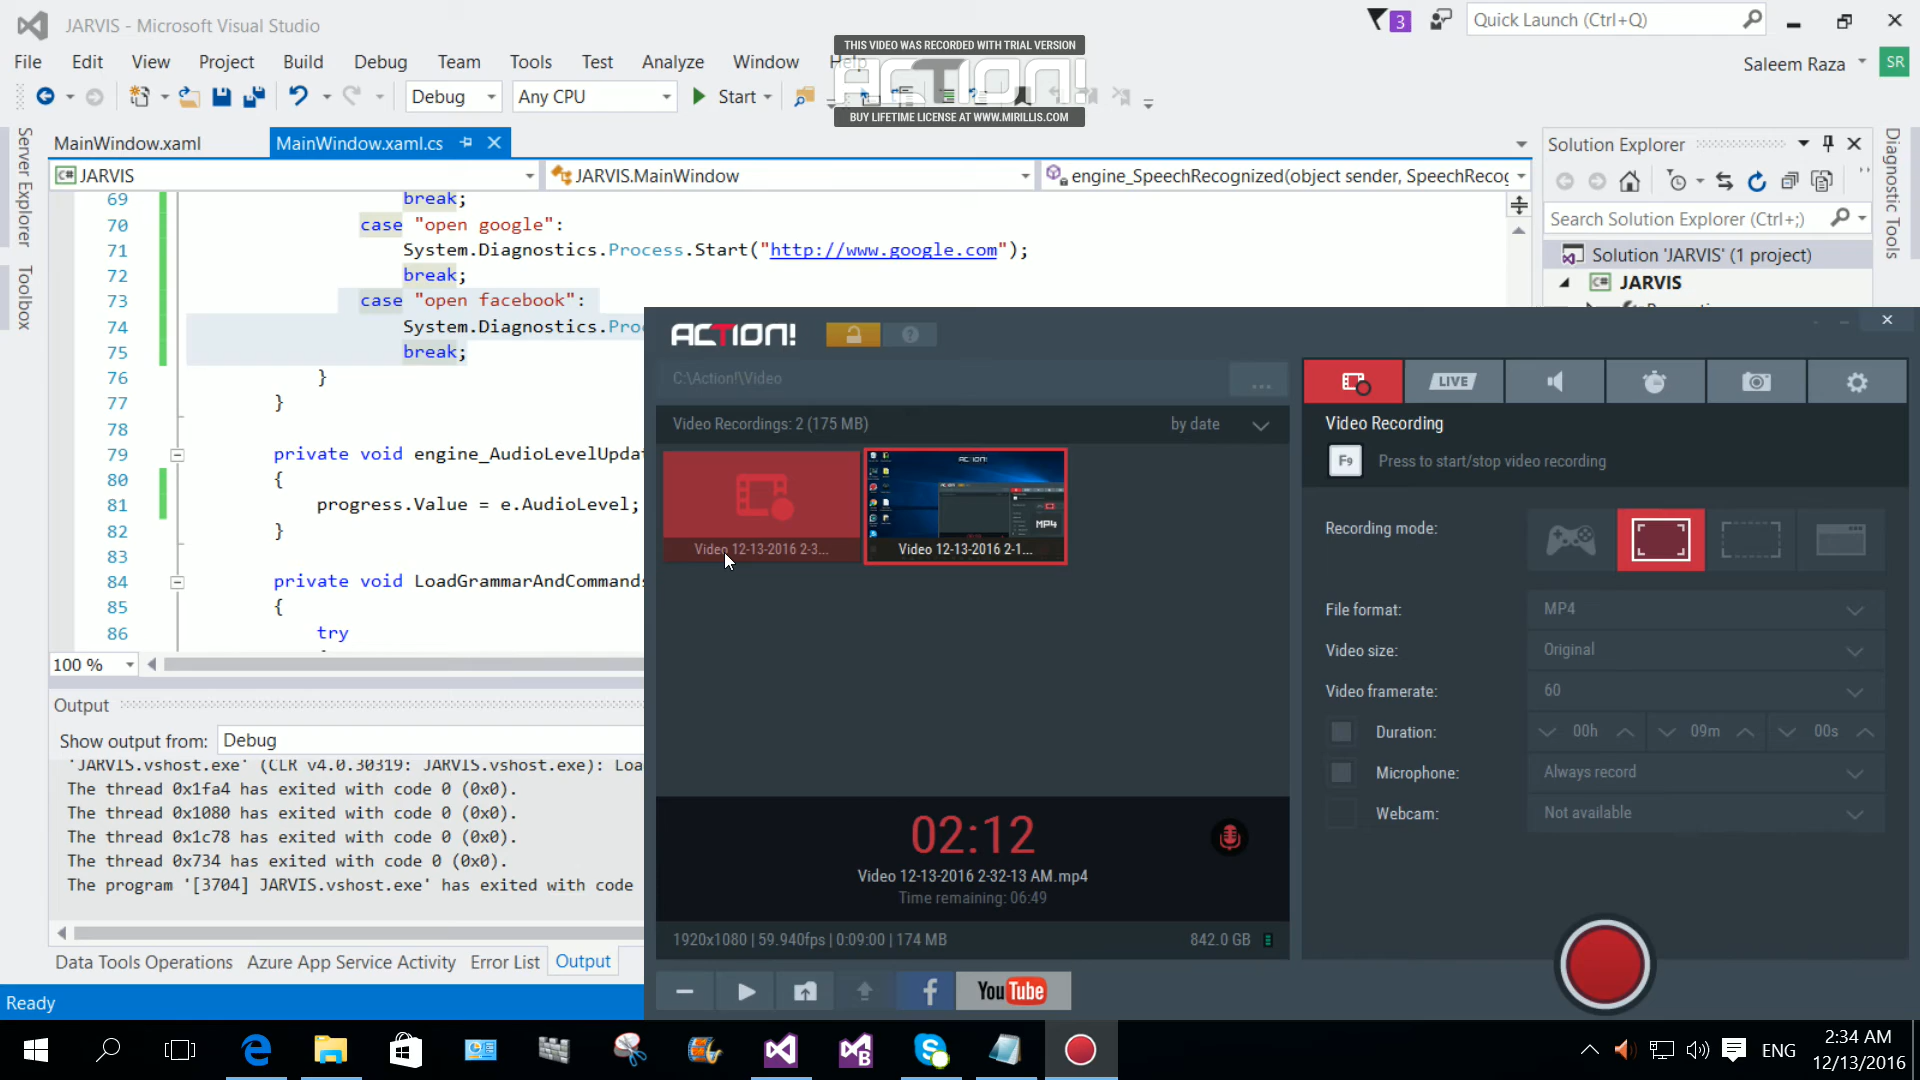 JARVIS - Microsoft Visual Studio
3
Quick Launch (Ctrl+Q)
THIS VIDEO WAS RECORDED WITH TRIAL VERSION
ACTION!
BUY LIFETIME LICENSE AT WWW.MIRILLIS.COM
File Edit View Project Build Debug Team Tools Test Analyze Window Help
Saleem Raza
SR
Debug
Any CPU
Start
Server Explorer
Toolbox
Diagnostic Tools
MainWindow.xaml
MainWindow.xaml.cs
JARVIS
JARVIS.MainWindow
engine_SpeechRecognized(object sender, SpeechRecog
69 break;
70 case "open google":
71 System.Diagnostics.Process.Start("http://www.google.com");
72 break;
73 case "open facebook":
74 System.Diagnostics.Proc
75 break;
76 }
77 }
78
79 private void engine_AudioLevelUpdat
80 {
81 progress.Value = e.AudioLevel;
82 }
83
84 private void LoadGrammarAndCommands
85 {
86 try
100 %
Solution Explorer
Search Solution Explorer (Ctrl+;)
Solution 'JARVIS' (1 project)
JARVIS
Output
Show output from: Debug
'JARVIS.vshost.exe' (CLR v4.0.30319: JARVIS.vshost.exe): Loa
The thread 0x1fa4 has exited with code 0 (0x0).
The thread 0x1080 has exited with code 0 (0x0).
The thread 0x1c78 has exited with code 0 (0x0).
The thread 0x734 has exited with code 0 (0x0).
The program '[3704] JARVIS.vshost.exe' has exited with code
Data Tools Operations Azure App Service Activity Error List Output
Ready
ACTION!
?
C:\Action!\Video
...
Video Recordings: 2 (175 MB)
by date
Video 12-13-2016 2-3...
ACTION!
MP4
Video 12-13-2016 2-1...
02:12
Video 12-13-2016 2-32-13 AM.mp4
Time remaining: 06:49
1920x1080 | 59.940fps | 0:09:00 | 174 MB
842.0 GB
f
YouTube
LIVE
Video Recording
F9
Press to start/stop video recording
Recording mode:
File format: MP4
Video size: Original
Video framerate: 60
Duration: 00h 09m 00s
Microphone: Always record
Webcam: Not available
ENG
2:34 AM
12/13/2016